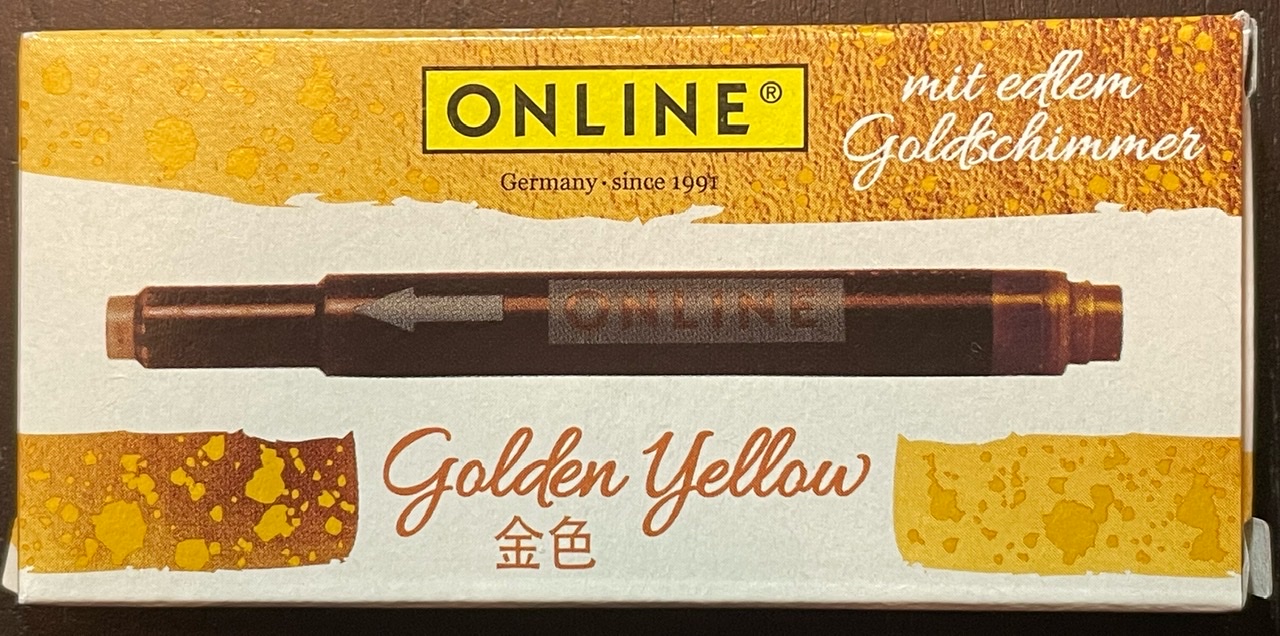 ONLINE®
Germany · since 1991
mit edlem
Goldschimmer
ONLINE
Golden Yellow
金色